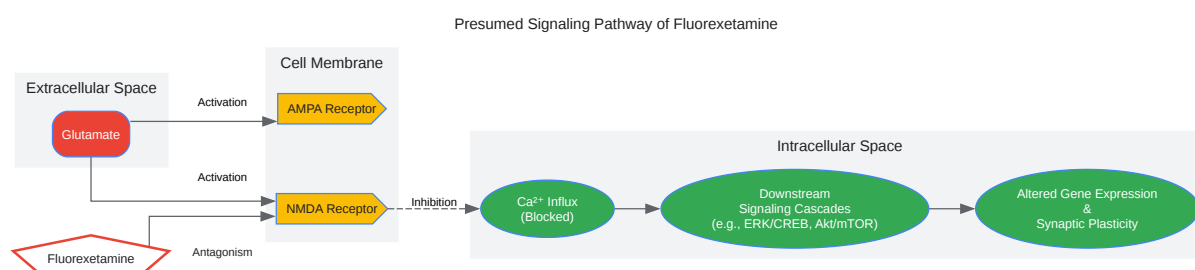 Presumed Signaling Pathway of Fluorexetamine
Cell Membrane
Extracellular Space
Activation
AMPA Receptor
Glutamate
Intracellular Space
Activation
NMDA Receptor
Inhibition
Ca²⁺ Influx
(Blocked)
Downstream
Signaling Cascades
(e.g., ERK/CREB, Akt/mTOR)
Altered Gene Expression
&
Synaptic Plasticity
Antagonism
Fluorexetamine